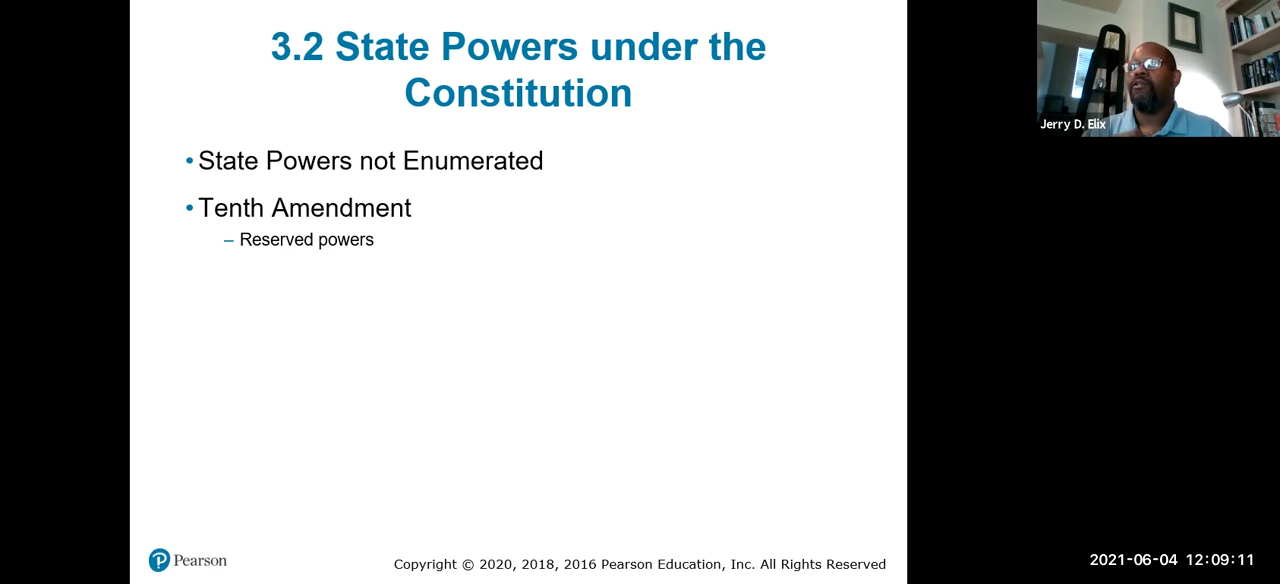 3.2 State Powers under the
Constitution
• State Powers not Enumerated
• Tenth Amendment
– Reserved powers
Jerry D. Elix
Pearson
Copyright © 2020, 2018, 2016 Pearson Education, Inc. All Rights Reserved
2021-06-04 12:09:11